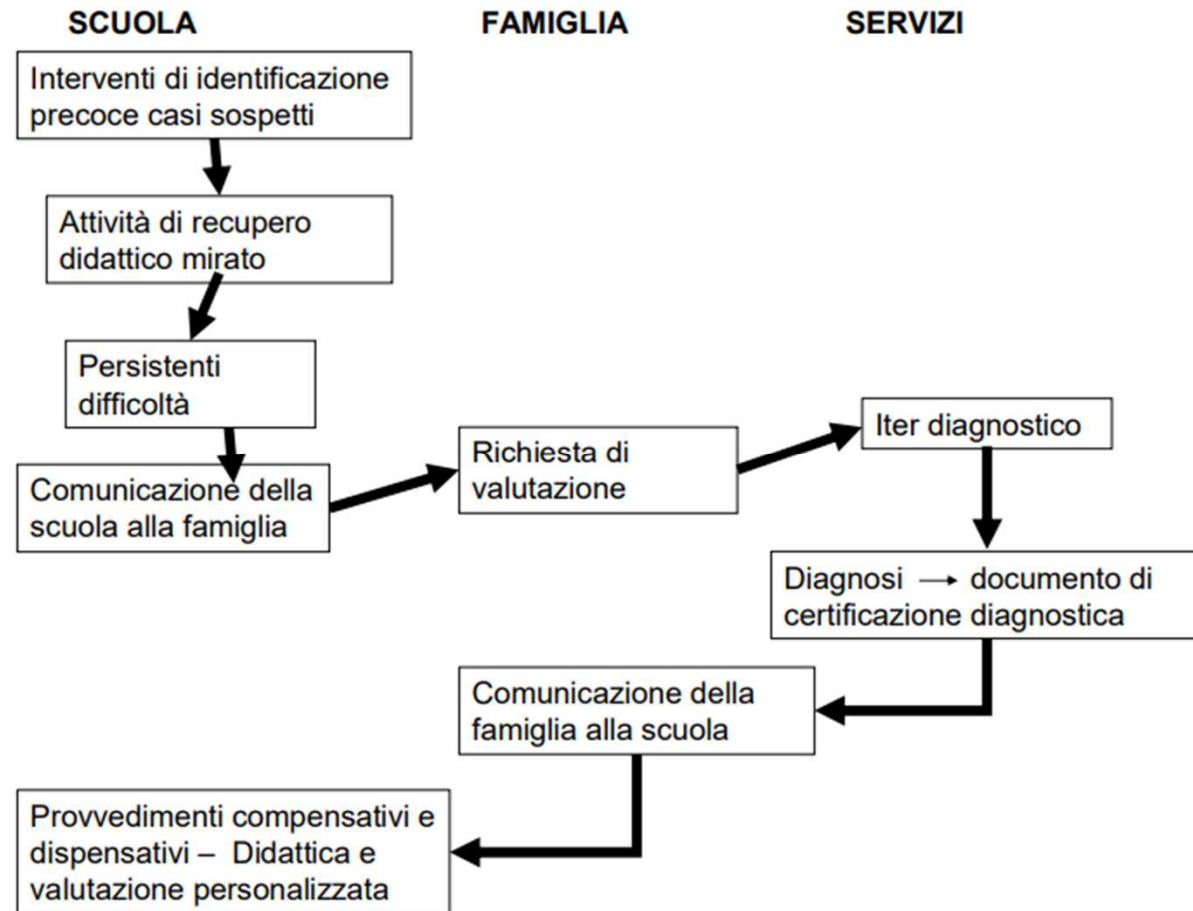 SCUOLA FAMIGLIA SERVIZI
Interventi di identificazione
precoce casi sospetti
Attività di recupero
didattico mirato
Persistenti
difficoltà
Comunicazione della
scuola alla famiglia
Richiesta di
valutazione
Iter diagnostico
Diagnosi → documento di
certificazione diagnostica
Comunicazione della
famiglia alla scuola
Provvedimenti compensativi e
dispensativi – Didattica e
valutazione personalizzata